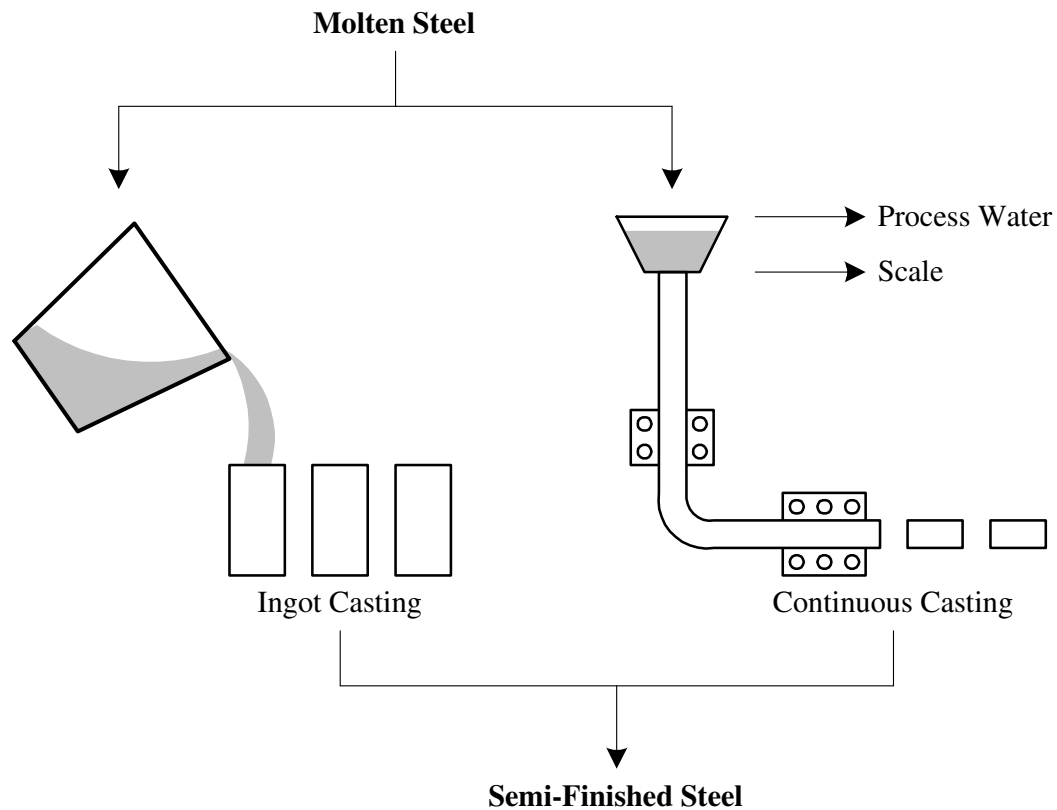 Molten Steel
Process Water
Scale
Ingot Casting
Continuous Casting
Semi-Finished Steel